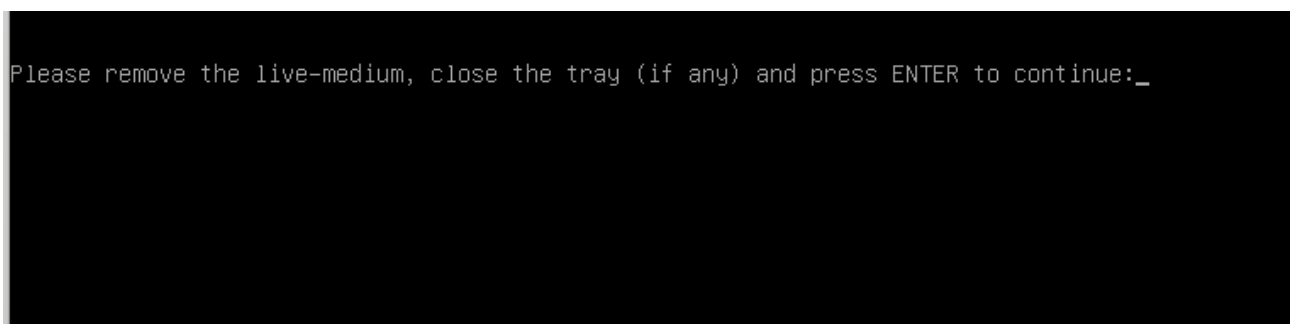 Please remove the live-medium, close the tray (if any) and press ENTER to continue:_